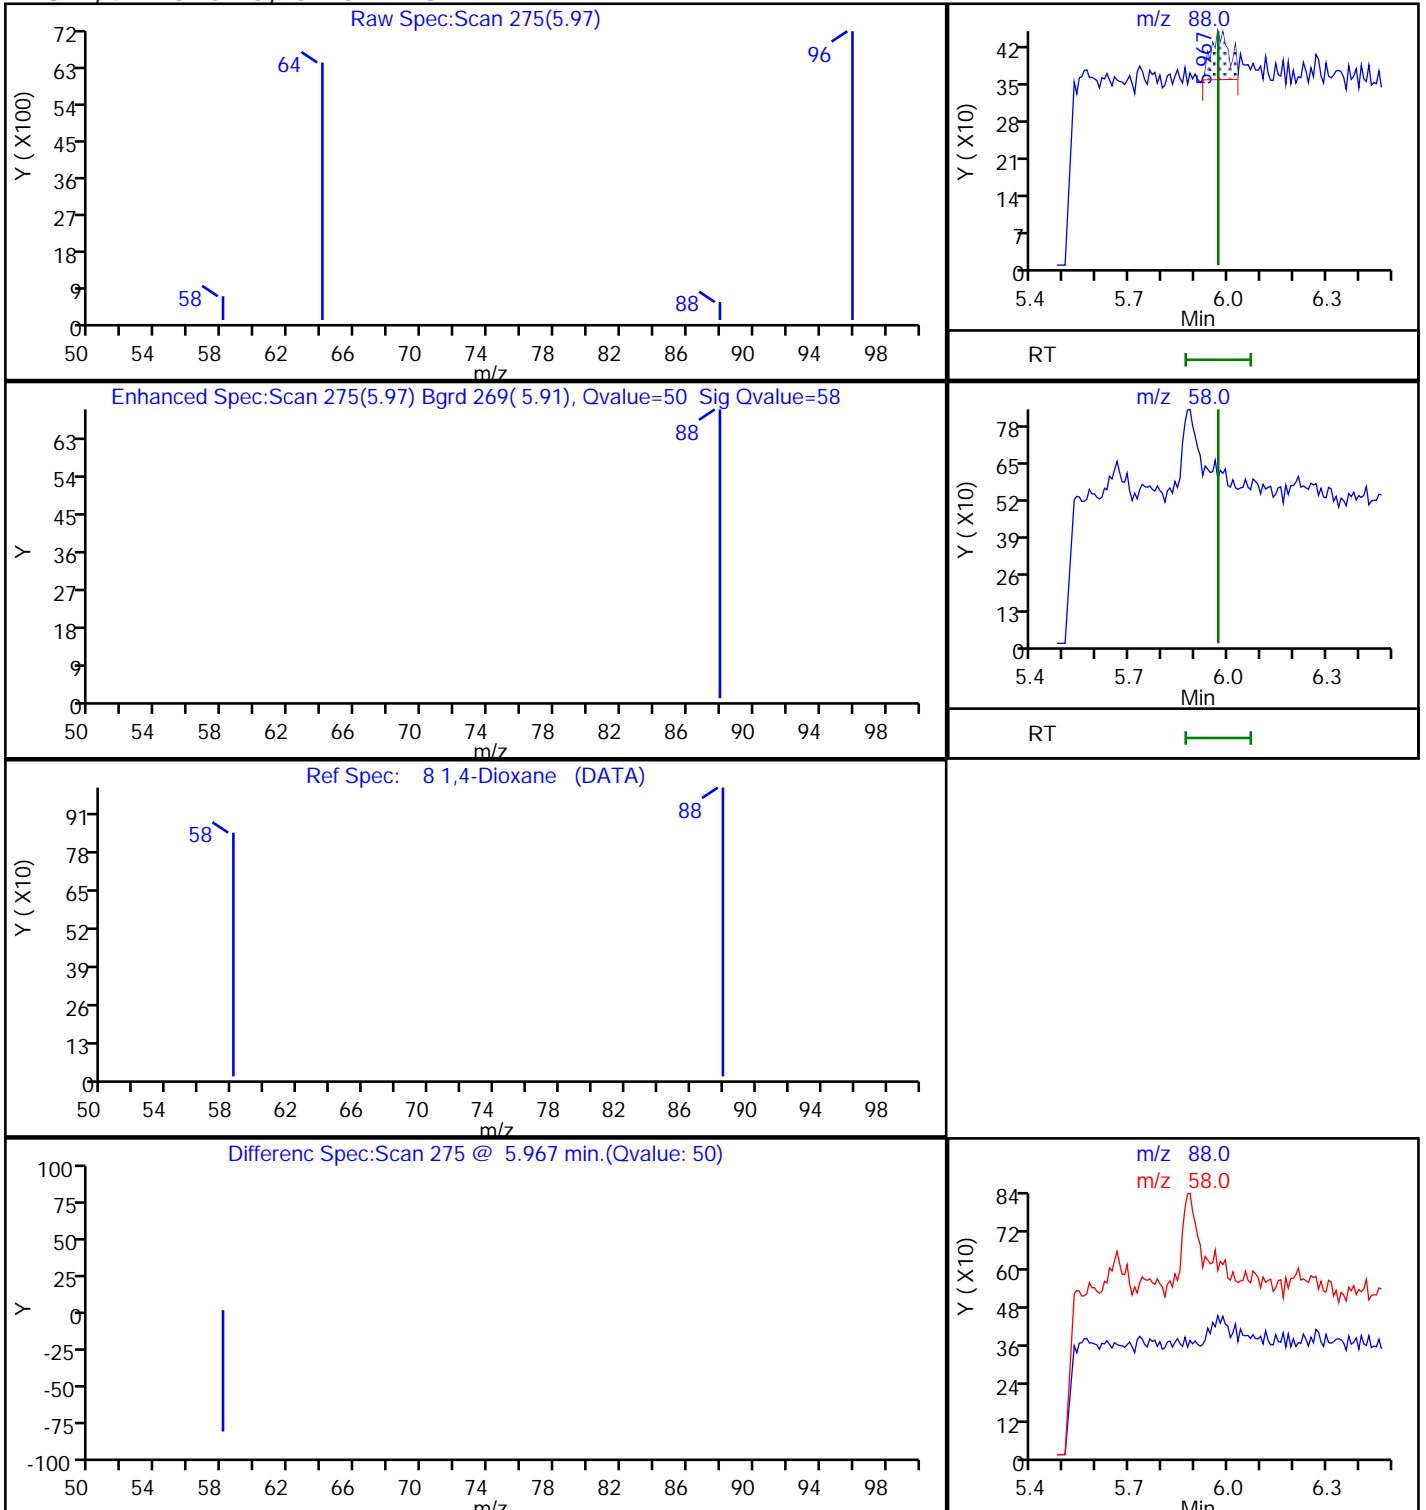 Raw Spec:Scan 275(5.97)
72
63
54
45
36
27
18
9
0
Y ( X100)
58
64
88
96
50 54 58 62 66 70 74 78 82 86 90 94 98
m/z
m/z 88.0
42
35
28
21
14
7
0
Y ( X10)
5.967
5.4 5.7 6.0 6.3
Min
RT
Enhanced Spec:Scan 275(5.97) Bgrd 269( 5.91), Qvalue=50 Sig Qvalue=58
63
54
45
36
27
18
9
0
Y
88
50 54 58 62 66 70 74 78 82 86 90 94 98
m/z
m/z 58.0
78
65
52
39
26
13
0
Y ( X10)
5.4 5.7 6.0 6.3
Min
RT
Ref Spec: 8 1,4-Dioxane (DATA)
91
78
65
52
39
26
13
0
Y ( X10)
58
88
50 54 58 62 66 70 74 78 82 86 90 94 98
m/z
Differenc Spec:Scan 275 @ 5.967 min.(Qvalue: 50)
100
75
50
25
0
-25
-50
-75
-100
Y
50 54 58 62 66 70 74 78 82 86 90 94 98
m/z
m/z 88.0
m/z 58.0
84
72
60
48
36
24
12
0
Y ( X10)
5.4 5.7 6.0 6.3
Min